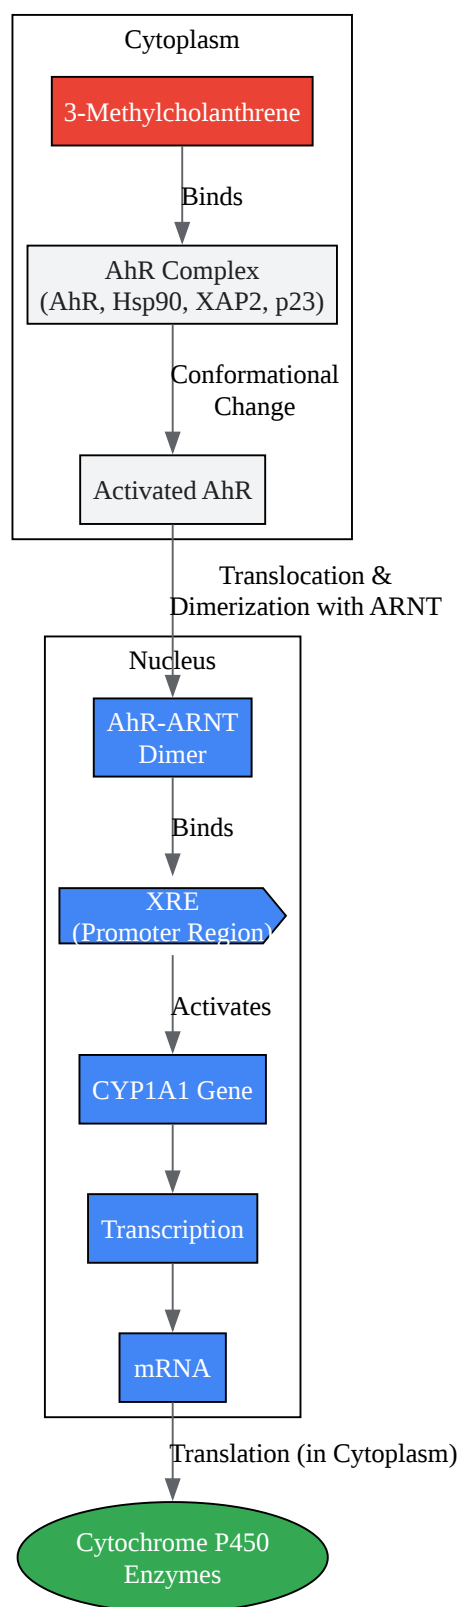 Cytoplasm
3-Methylcholanthrene
Binds
AhR Complex
(AhR, Hsp90, XAP2, p23)
Conformational
Change
Activated AhR
Translocation &
Dimerization with ARNT
Nucleus
AhR-ARNT
Dimer
Binds
XRE
(Promoter Region)
Activates
CYP1A1 Gene
Transcription
mRNA
Translation (in Cytoplasm)
Cytochrome P450
Enzymes